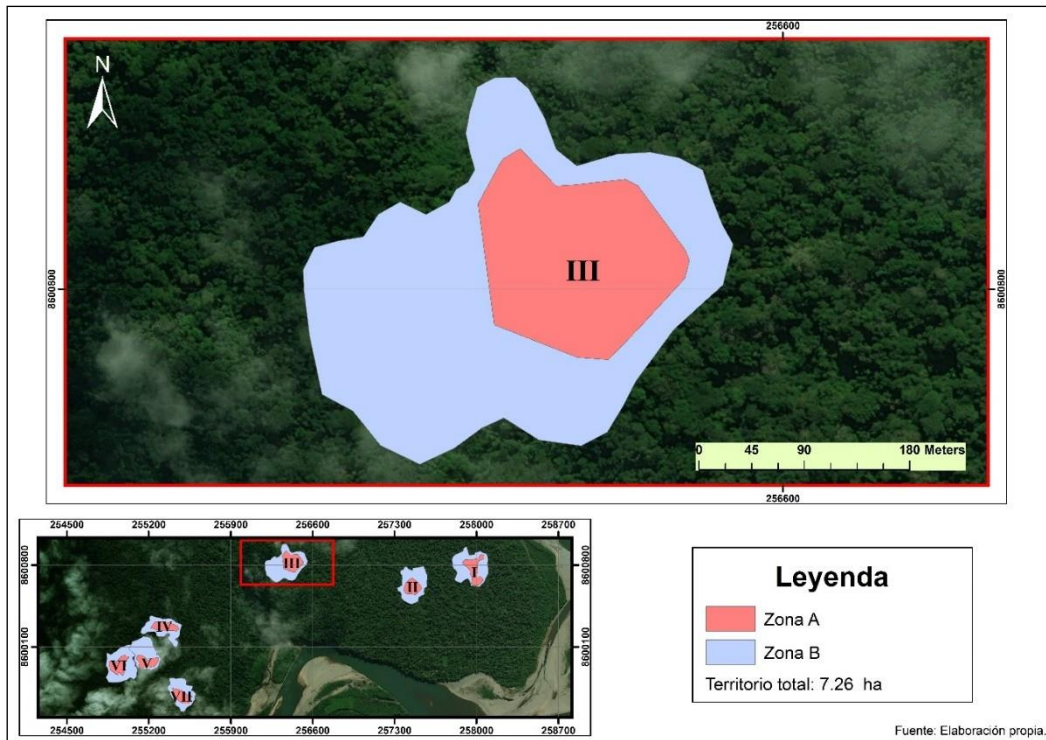 256600
N
8600800
8600800
III
0 45 90 180 Meters
256600
254500 255200 255900 256600 257300 258000 258700
8600800
8600800
III
I
II
IV
8600100
8600100
VI
V
VII
254500 255200 255900 256600 257300 258000 258700
Leyenda
Zona A
Zona B
Territorio total: 7.26 ha
Fuente: Elaboración propia.